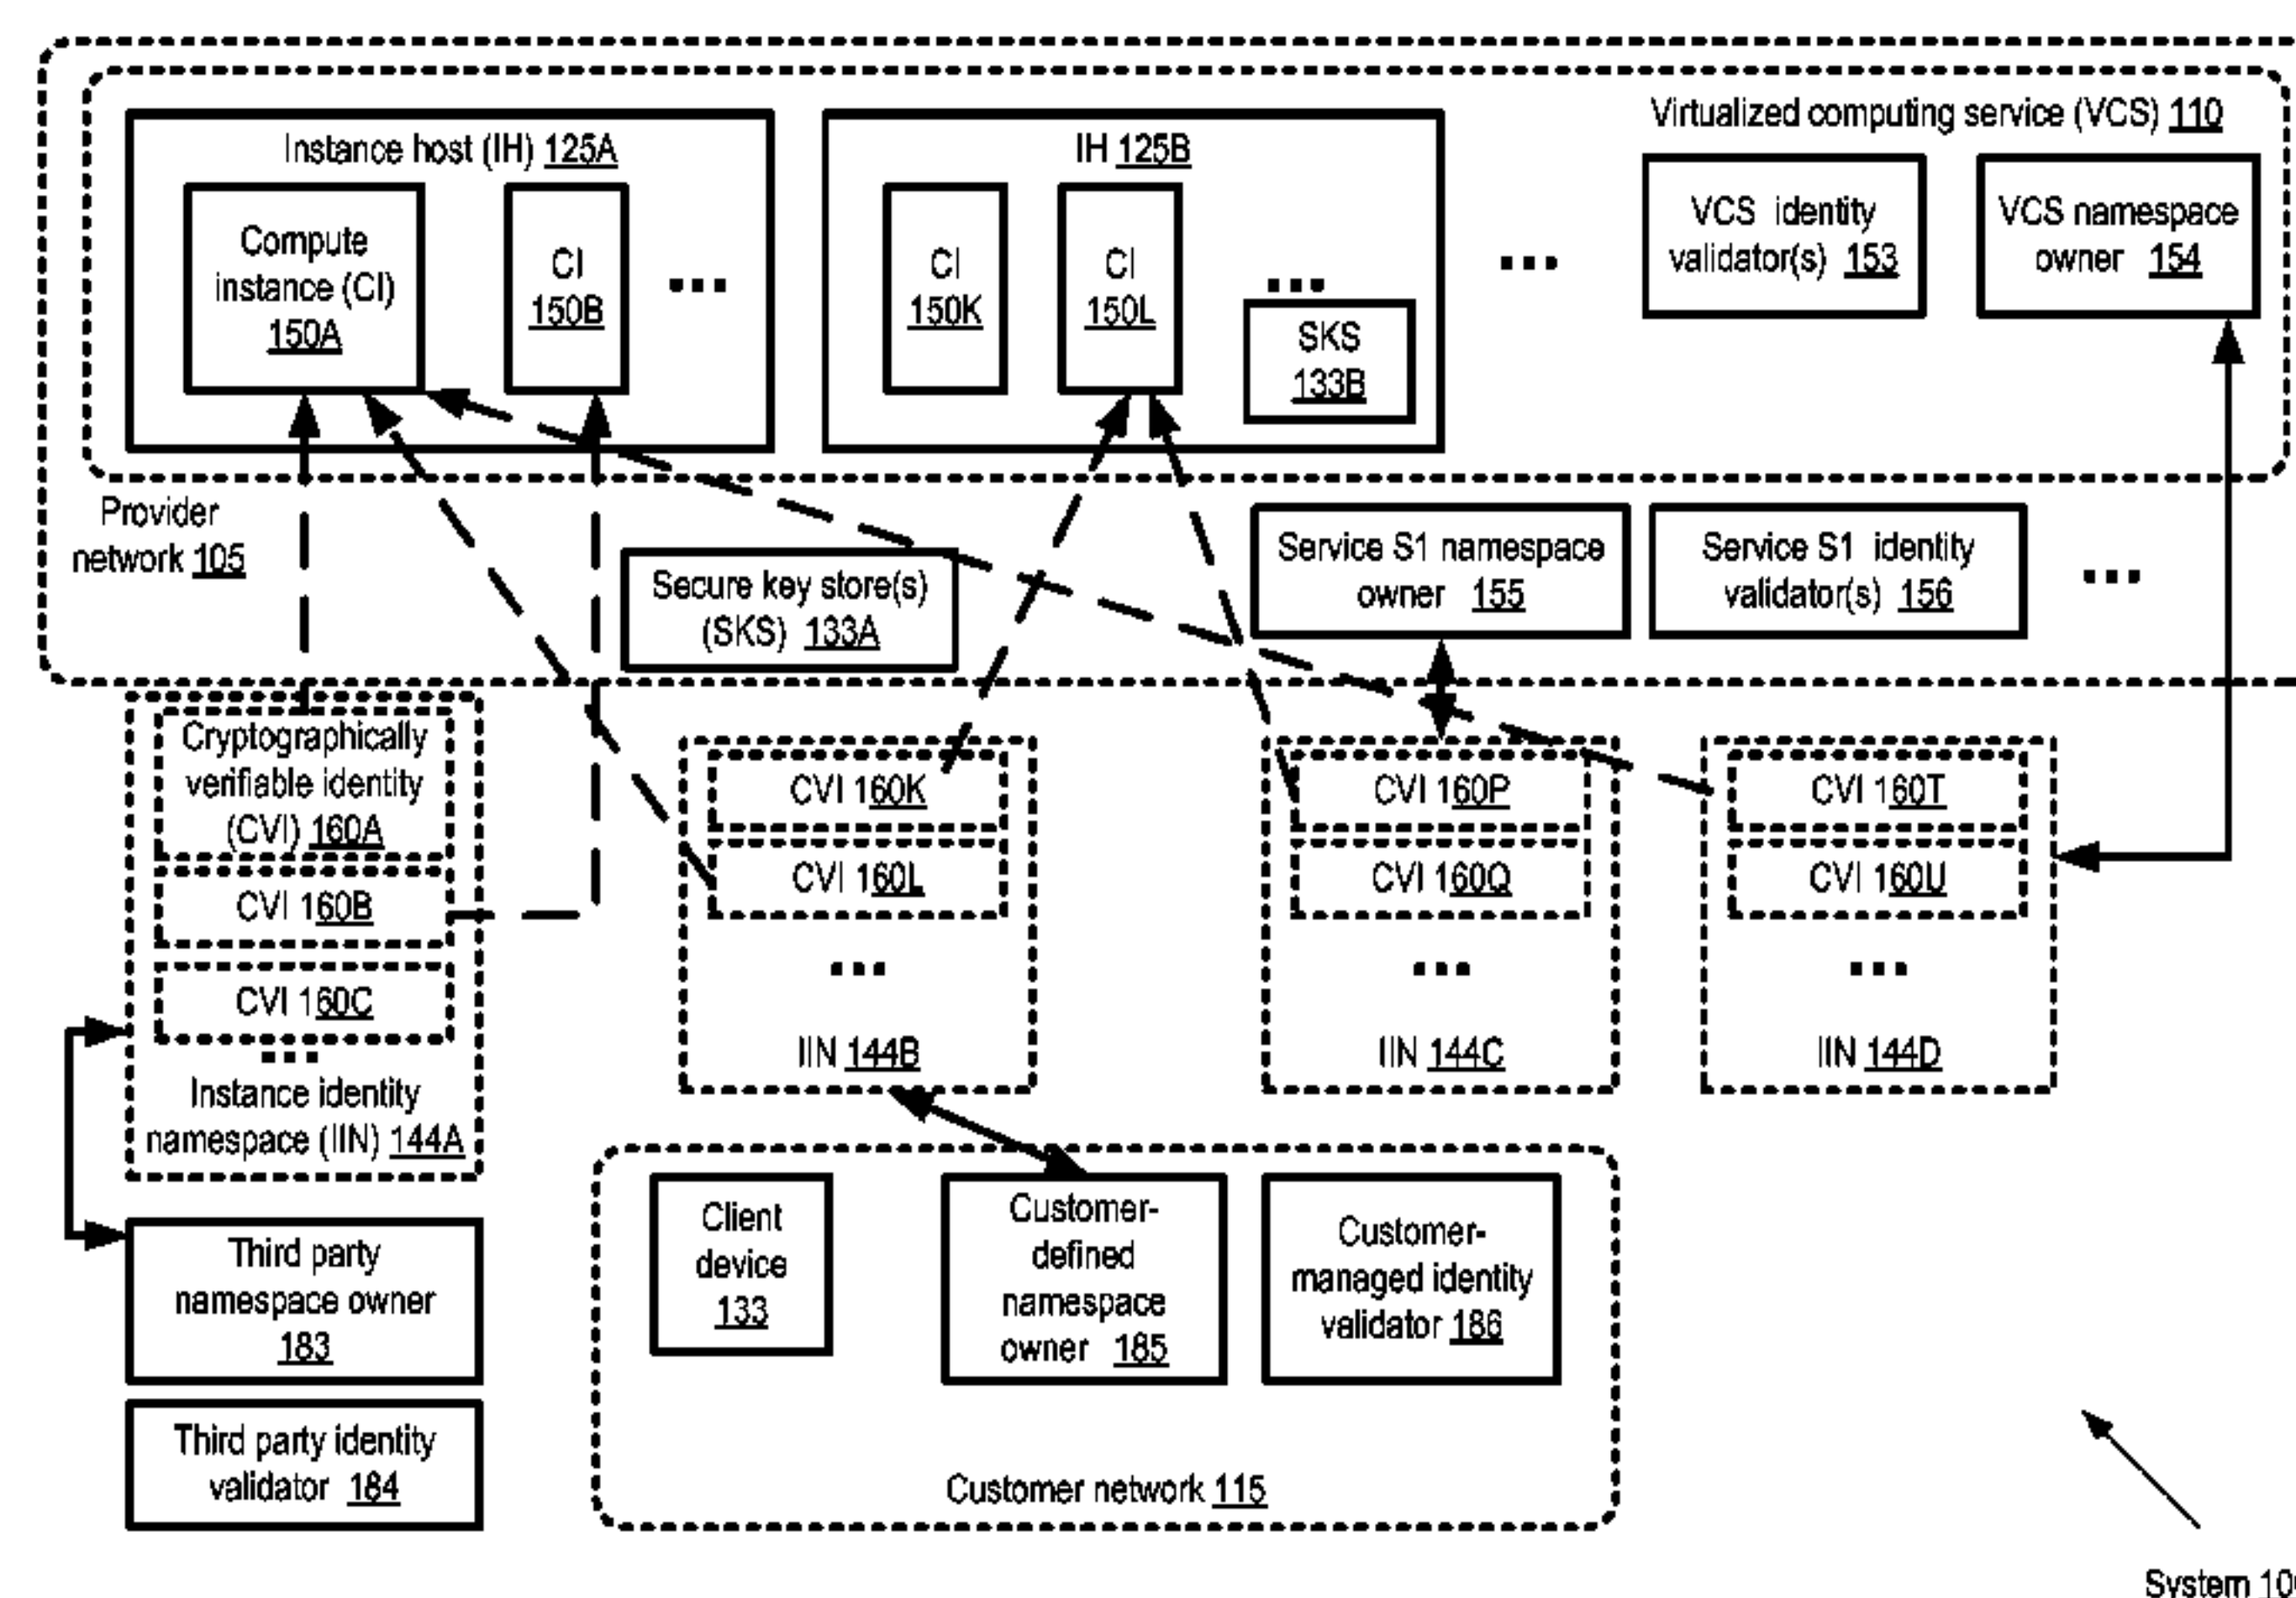 Virtualized computing service (VCS) 110
Instance host (IH) 125A
Compute
instance (CI)
150A
CI
150B
...
IH 125B
CI
150K
CI
150L
...
SKS
133B
...
VCS identity
validator(s) 153
VCS namespace
owner 154
Provider
network 105
Secure key store(s)
(SKS) 133A
Service S1 namespace
owner 155
Service S1 identity
validator(s) 156
...
Cryptographically
verifiable identity
(CVI) 160A
CVI 160B
CVI 160C
...
Instance identity
namespace (IIN) 144A
CVI 160K
CVI 160L
...
IIN 144B
CVI 160P
CVI 160Q
...
IIN 144C
CVI 160T
CVI 160U
...
IIN 144D
Third party
namespace owner
183
Third party identity
validator 184
Client
device
133
Customer-
defined
namespace
owner 185
Customer-
managed identity
validator 186
Customer network 115
System